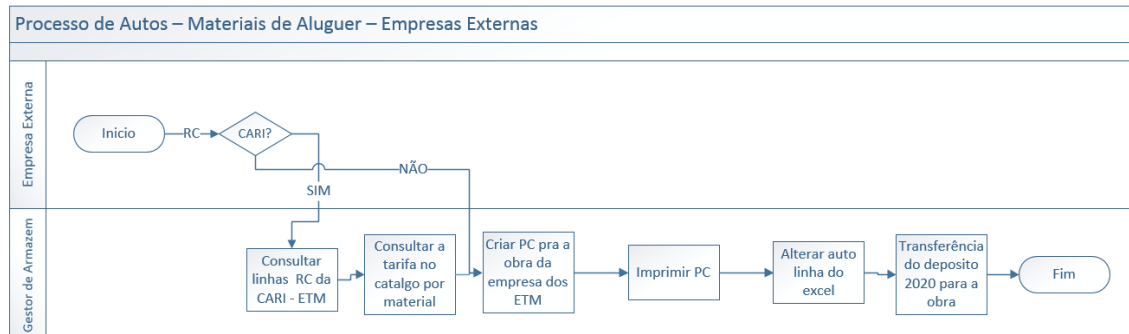 Processo de Autos – Materiais de Aluguer – Empresas Externas
Empresa Externa
Inicio
RC
CARI?
NÃO
SIM
Gestor de Armazem
Consultar
linhas RC da
CARI - ETM
Consultar a
tarifa no
catalgo por
material
Criar PC pra a
obra da
empresa dos
ETM
Imprimir PC
Alterar auto
linha do
excel
Transferência
do deposito
2020 para a
obra
Fim